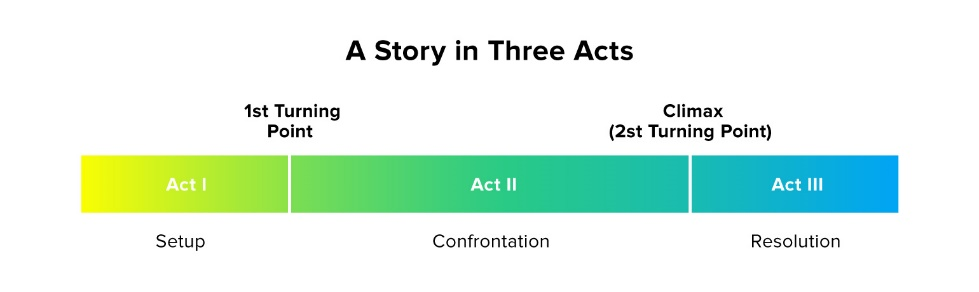 A Story in Three Acts
1st Turning
Point
Climax
(2st Turning Point)
Act I
Act II
Act III
Setup
Confrontation
Resolution